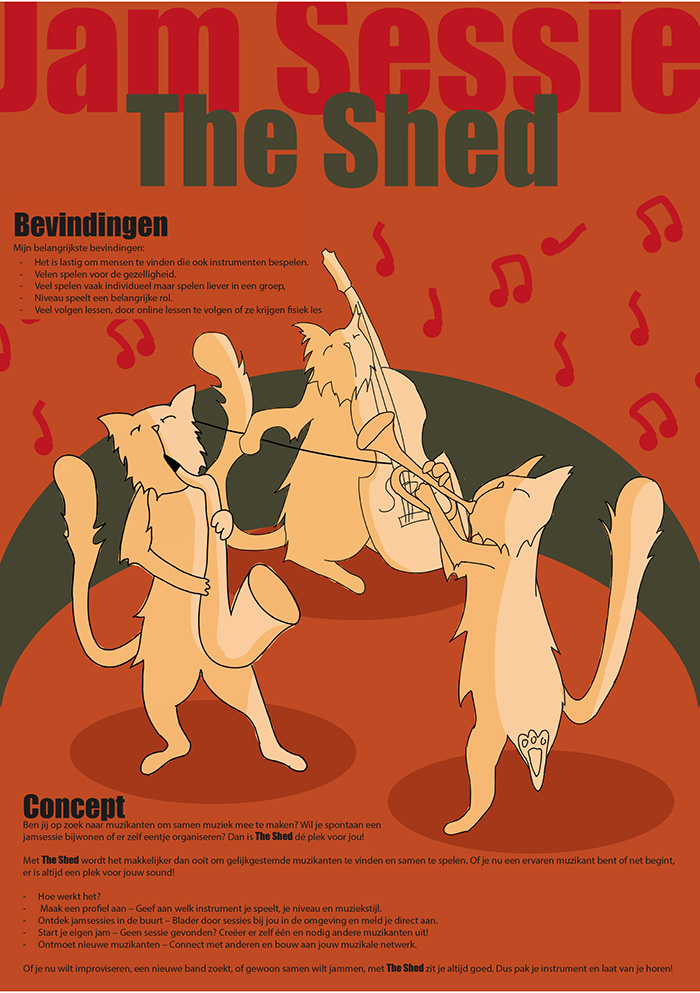 Jam Sessie
The Shed
Bevindingen
Mijn belangrijkste bevindingen:
- Het is lastig om mensen te vinden die ook instrumenten bespelen.
- Velen spelen voor de gezelligheid.
- Veel spelen vaak individueel maar spelen liever in een groep,
- Niveau speelt een belangrijke rol.
- Veel volgen lessen, door online lessen te volgen of ze krijgen fisiek les
Concept
Ben jij op zoek naar muzikanten om samen muziek mee te maken? Wil je spontaan een
jamsessie bijwonen of er zelf eentje organiseren? Dan is The Shed dé plek voor jou!
Met The Shed wordt het makkelijker dan ooit om gelijkgestemde muzikanten te vinden en samen te spelen. Of je nu een ervaren muzikant bent of net begint,
er is altijd een plek voor jouw sound!
- Hoe werkt het?
- Maak een profiel aan – Geef aan welk instrument je speelt, je niveau en muziekstijl.
- Ontdek jamsessies in de buurt – Blader door sessies bij jou in de omgeving en meld je direct aan.
- Start je eigen jam – Geen sessie gevonden? Creëer er zelf één en nodig andere muzikanten uit!
- Ontmoet nieuwe muzikanten – Connect met anderen en bouw aan jouw muzikale netwerk.
Of je nu wilt improviseren, een nieuwe band zoekt, of gewoon samen wilt jammen, met The Shed zit je altijd goed. Dus pak je instrument en laat van je horen!